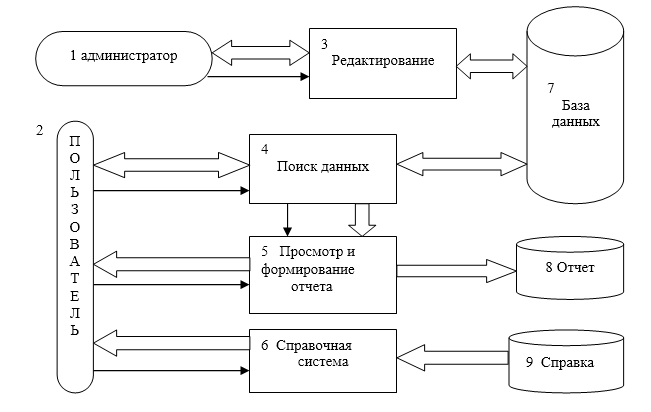 1 администратор
3
Редактирование
7
База
данных
2
ПОЛЬЗОВАТЕЛЬ
4
Поиск данных
5 Просмотр и
формирование
отчета
8 Отчет
6 Справочная
система
9 Справка